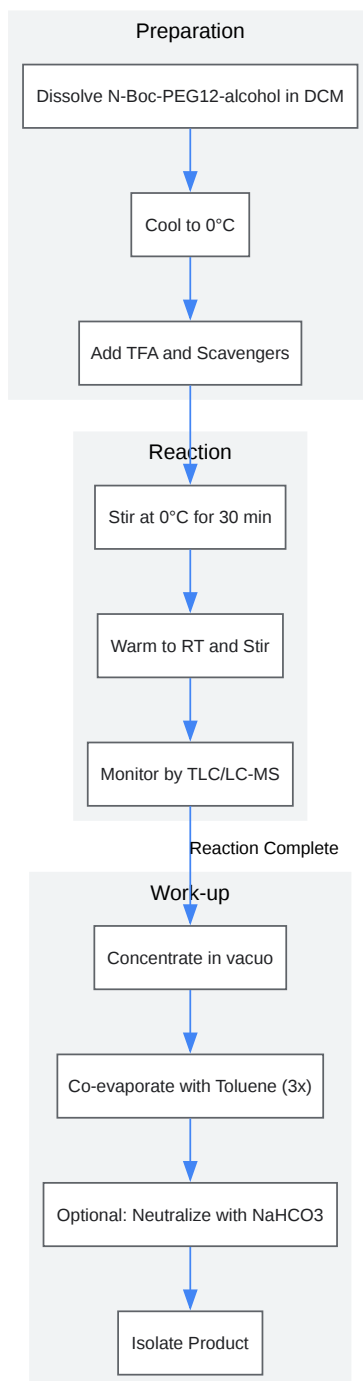 Preparation
Dissolve N-Boc-PEG12-alcohol in DCM
Cool to 0°C
Add TFA and Scavengers
Reaction
Stir at 0°C for 30 min
Warm to RT and Stir
Monitor by TLC/LC-MS
Reaction Complete
Work-up
Concentrate in vacuo
Co-evaporate with Toluene (3x)
Optional: Neutralize with NaHCO3
Isolate Product